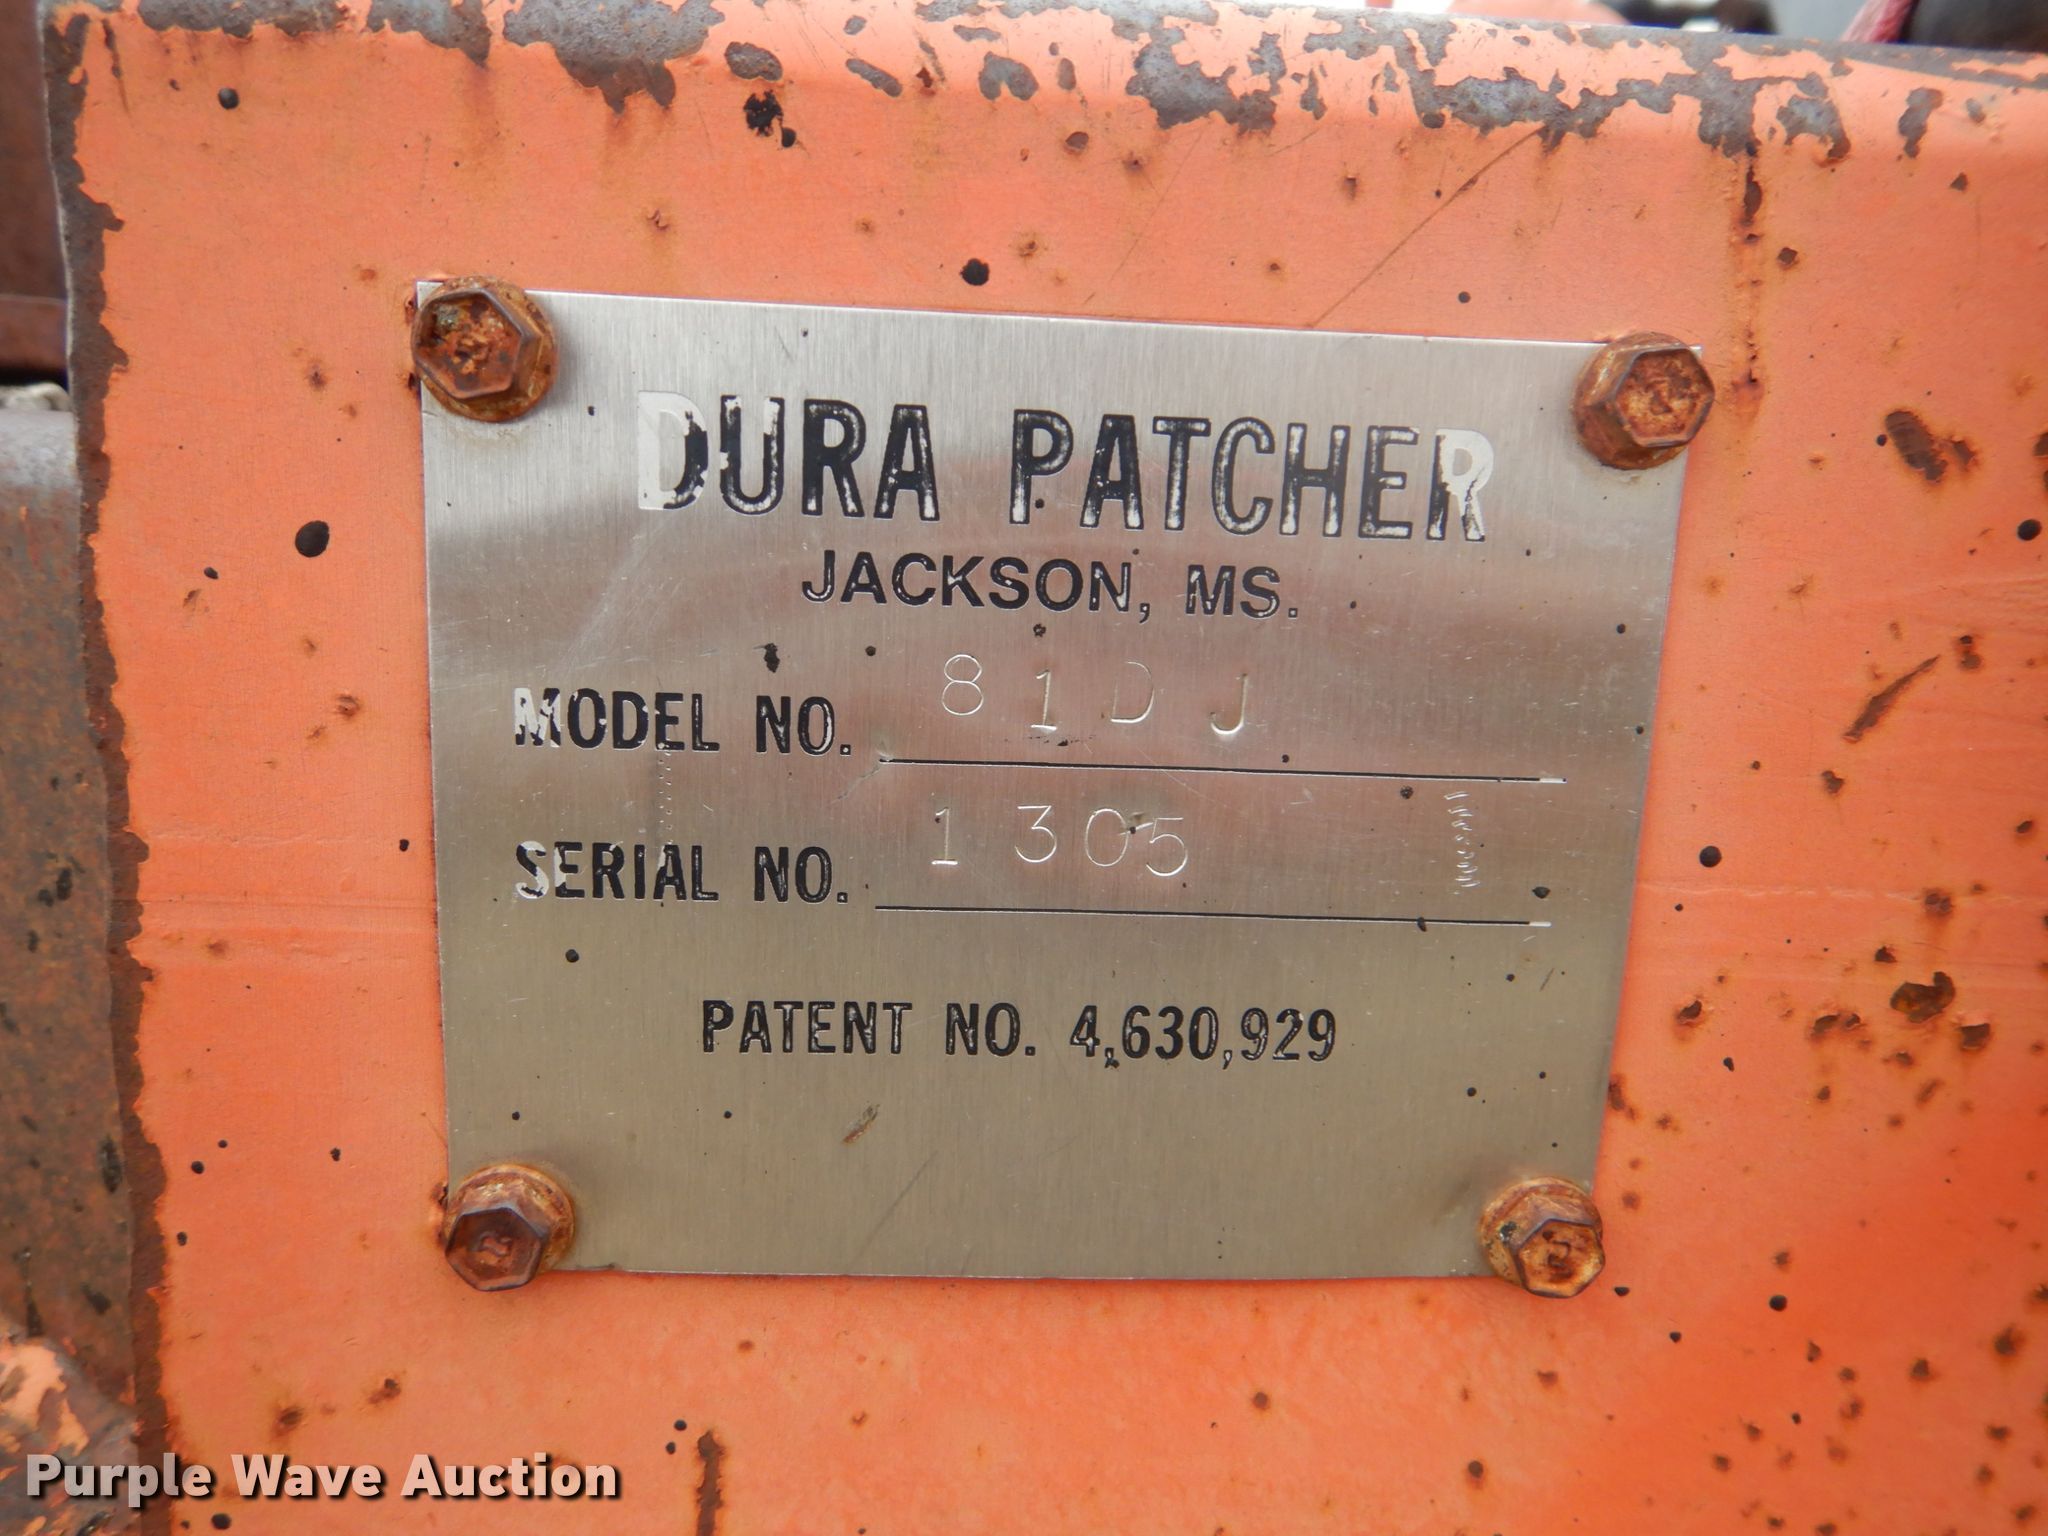 DURA PATCHER
JACKSON, MS.
MODEL NO. 81DJ
SERIAL NO. 1305
PATENT NO. 4,630,929
Purple Wave Auction